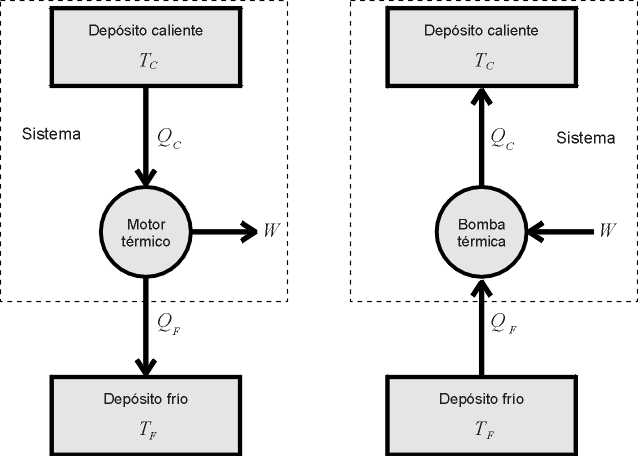 Depósito caliente
T_C
Sistema
Q_C
Motor
térmico
W
Q_F
Depósito frío
T_F
Depósito caliente
T_C
Q_C
Sistema
Bomba
térmica
W
Q_F
Depósito frío
T_F